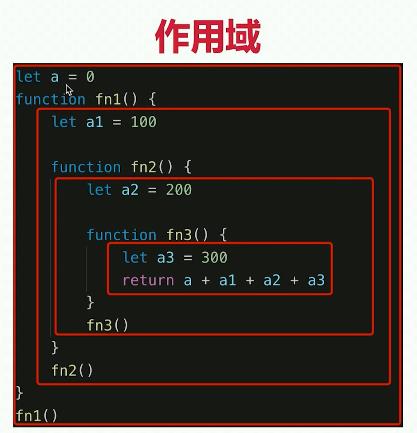 作用域
let a = 0
function fn1() {
let a1 = 100
function fn2() {
let a2 = 200
function fn3() {
let a3 = 300
return a + a1 + a2 + a3
}
fn3()
}
fn2()
}
fn1()